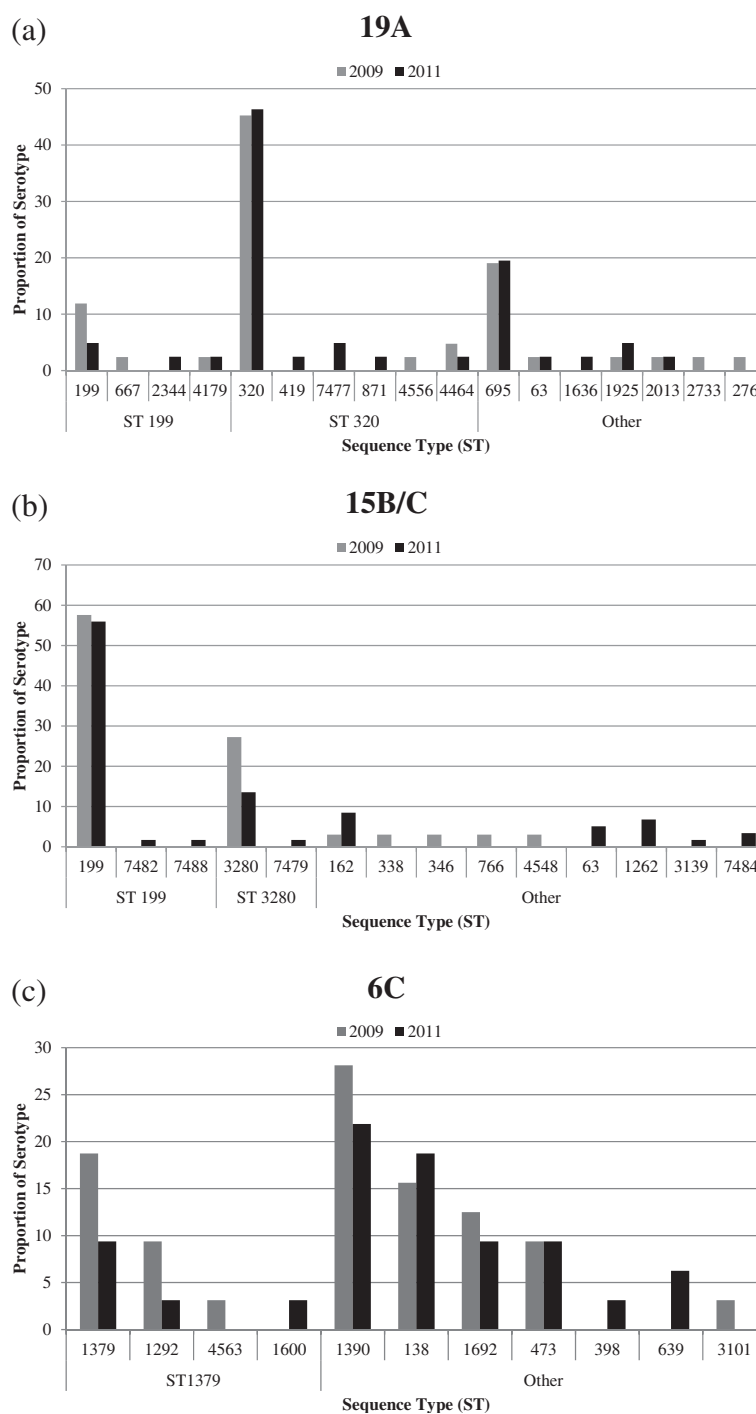 (a)
19A
2009 2011
Proportion of Serotype
50
40
30
20
10
0
199 667 2344 4179 320 419 7477 871 4556 4464 695 63 1636 1925 2013 2733 276
ST 199 ST 320 Other
Sequence Type (ST)
(b)
15B/C
2009 2011
Proportion of Serotype
70
60
50
40
30
20
10
0
199 7482 7488 3280 7479 162 338 346 766 4548 63 1262 3139 7484
ST 199 ST 3280 Other
Sequence Type (ST)
(c)
6C
2009 2011
Proportion of Serotype
30
25
20
15
10
5
0
1379 1292 4563 1600 1390 138 1692 473 398 639 3101
ST1379 Other
Sequence Type (ST)